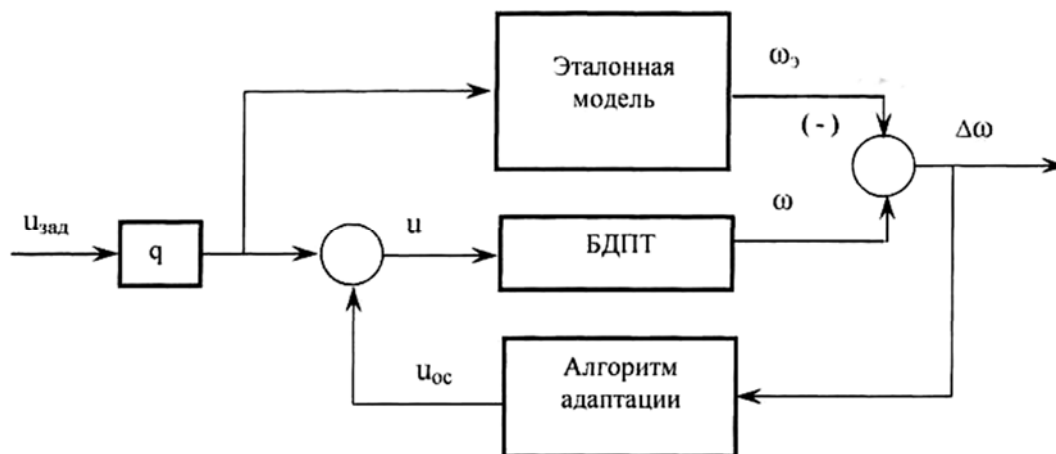 Эталонная
модель
ωэ
(-)
Δω
uзад
q
u
БДПТ
ω
uос
Алгоритм
адаптации